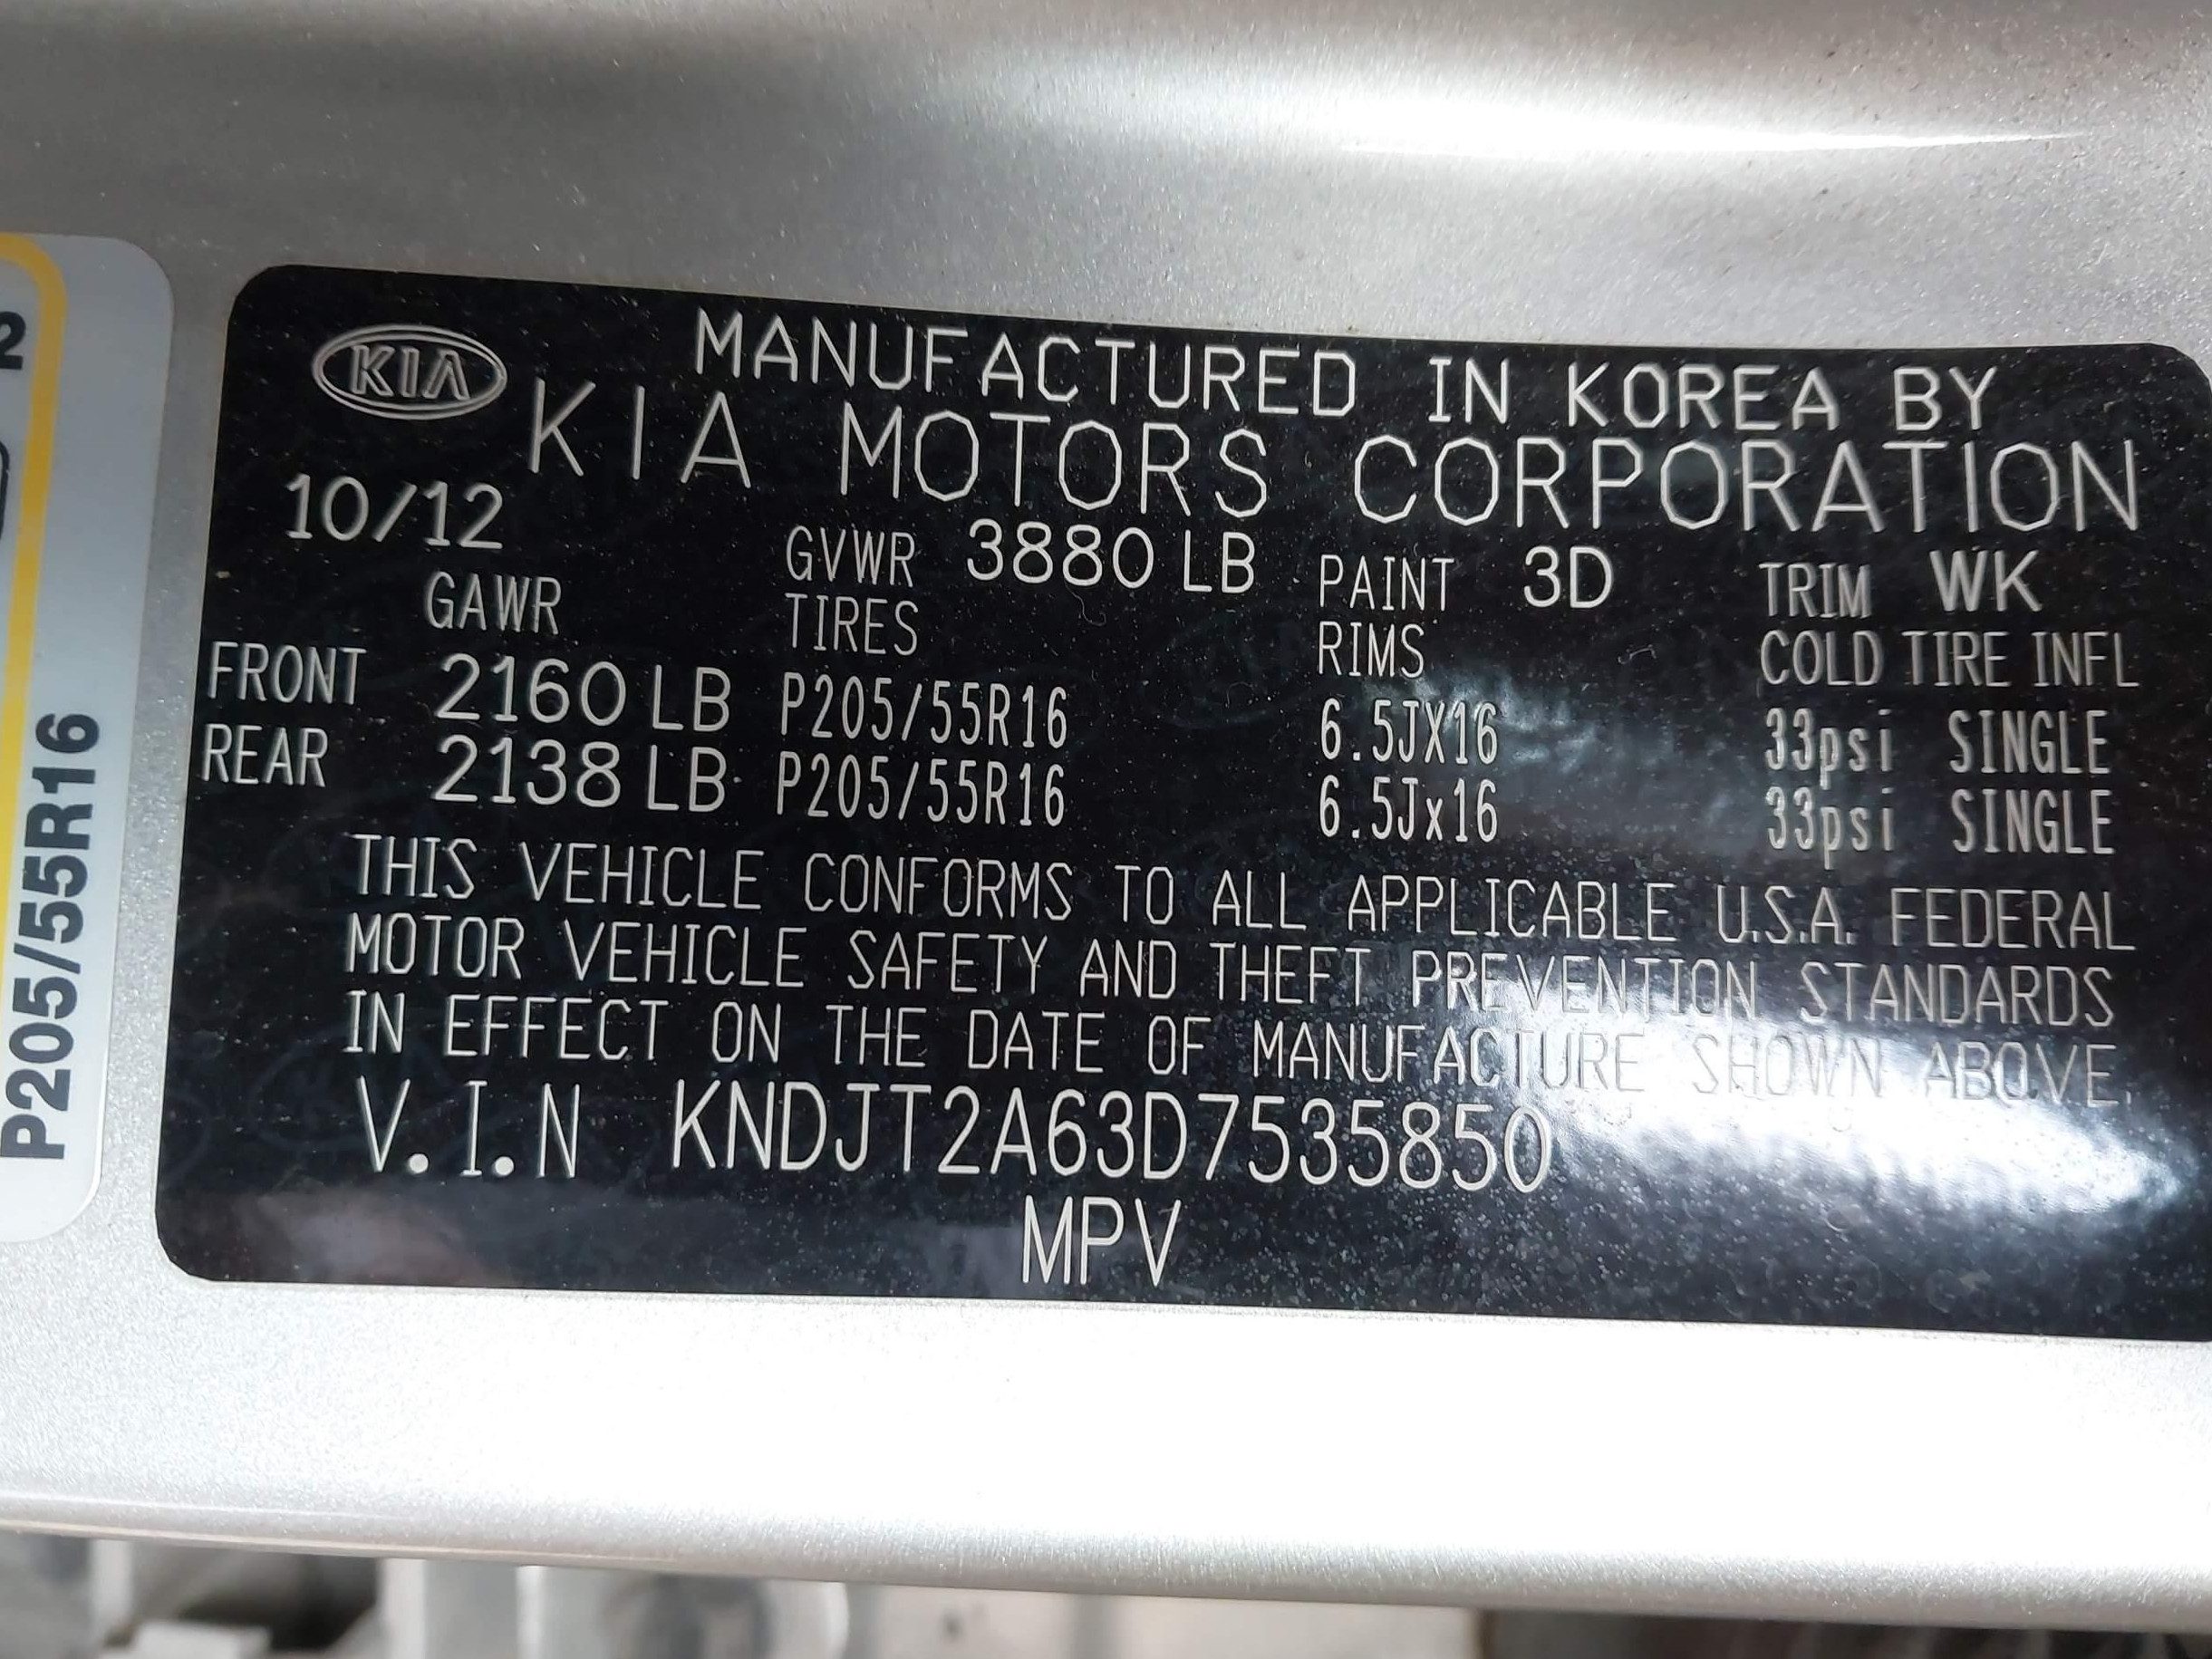 KIA
MANUFACTURED IN KOREA BY
KIA MOTORS CORPORATION
10/12 GVWR 3880 LB PAINT 3D TRIM WK
GAWR TIRES RIMS COLD TIRE INFL
FRONT 2160 LB P205/55R16 6.5JX16 33psi SINGLE
REAR 2138 LB P205/55R16 6.5Jx16 33psi SINGLE
THIS VEHICLE CONFORMS TO ALL APPLICABLE U.S.A. FEDERAL
MOTOR VEHICLE SAFETY AND THEFT PREVENTION STANDARDS
IN EFFECT ON THE DATE OF MANUFACTURE SHOWN ABOVE.
V.I.N KNDJT2A63D7535850
MPV
P205/55R16
2